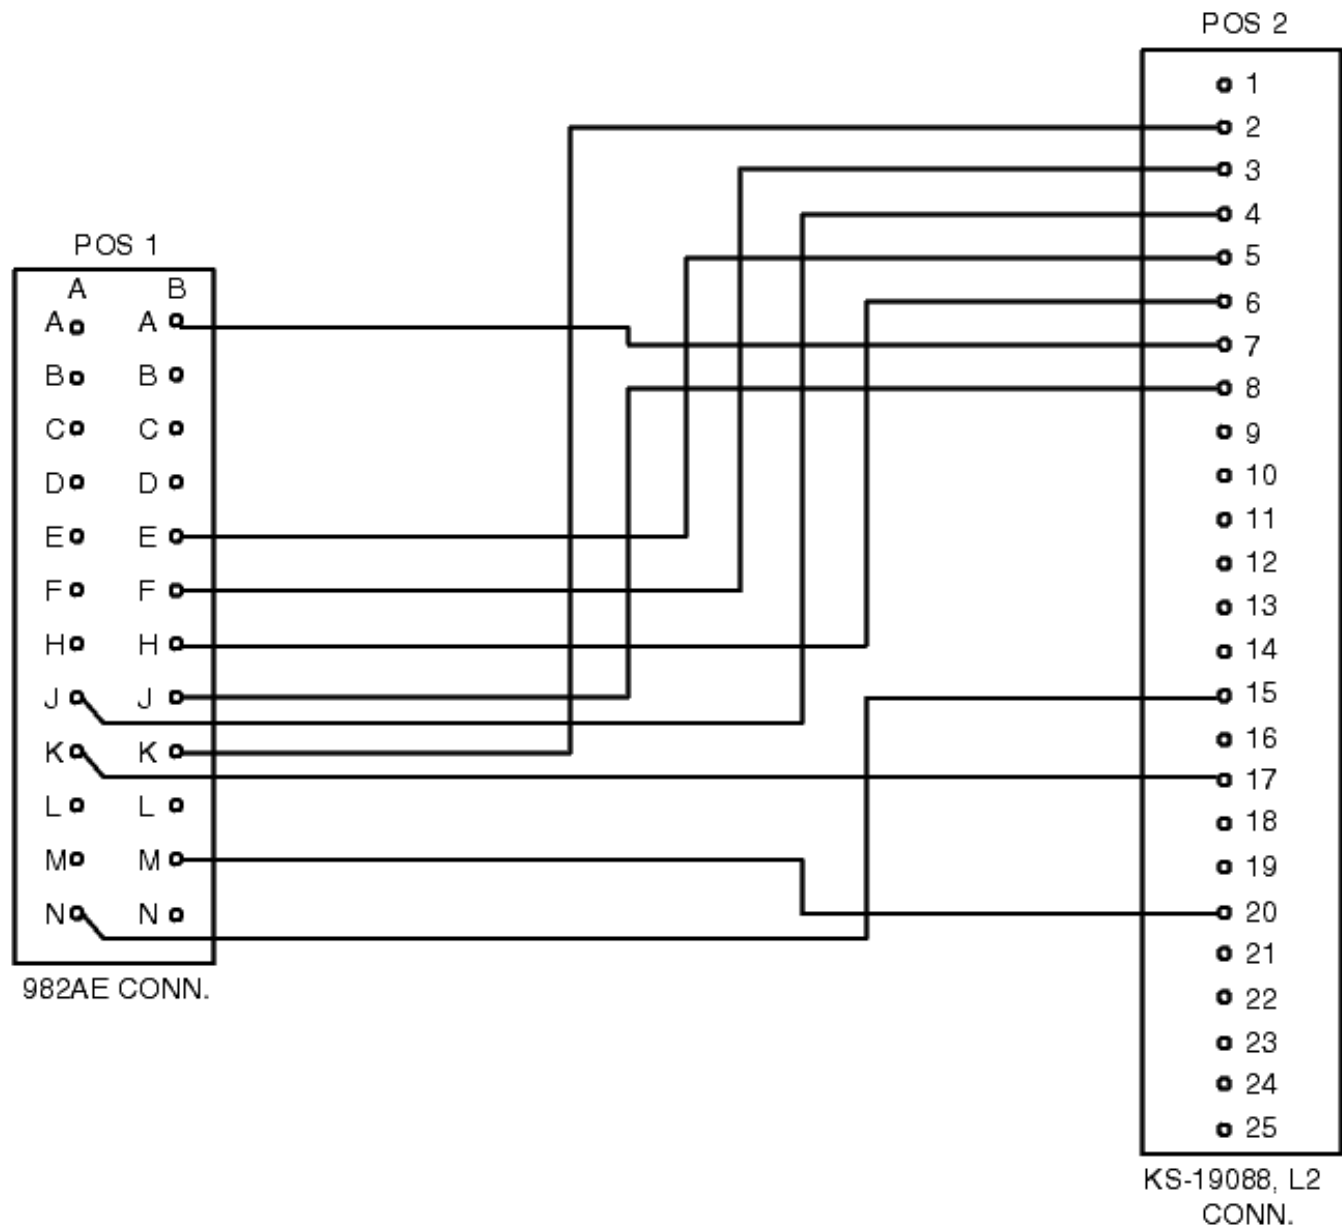 POS 2
1
2
3
4
5
6
7
8
9
10
11
12
13
14
15
16
17
18
19
20
21
22
23
24
25
KS-19088, L2
CONN.
POS 1
A B
A A
B B
C C
D D
E E
F F
H H
J J
K K
L L
M M
N N
982AE CONN.